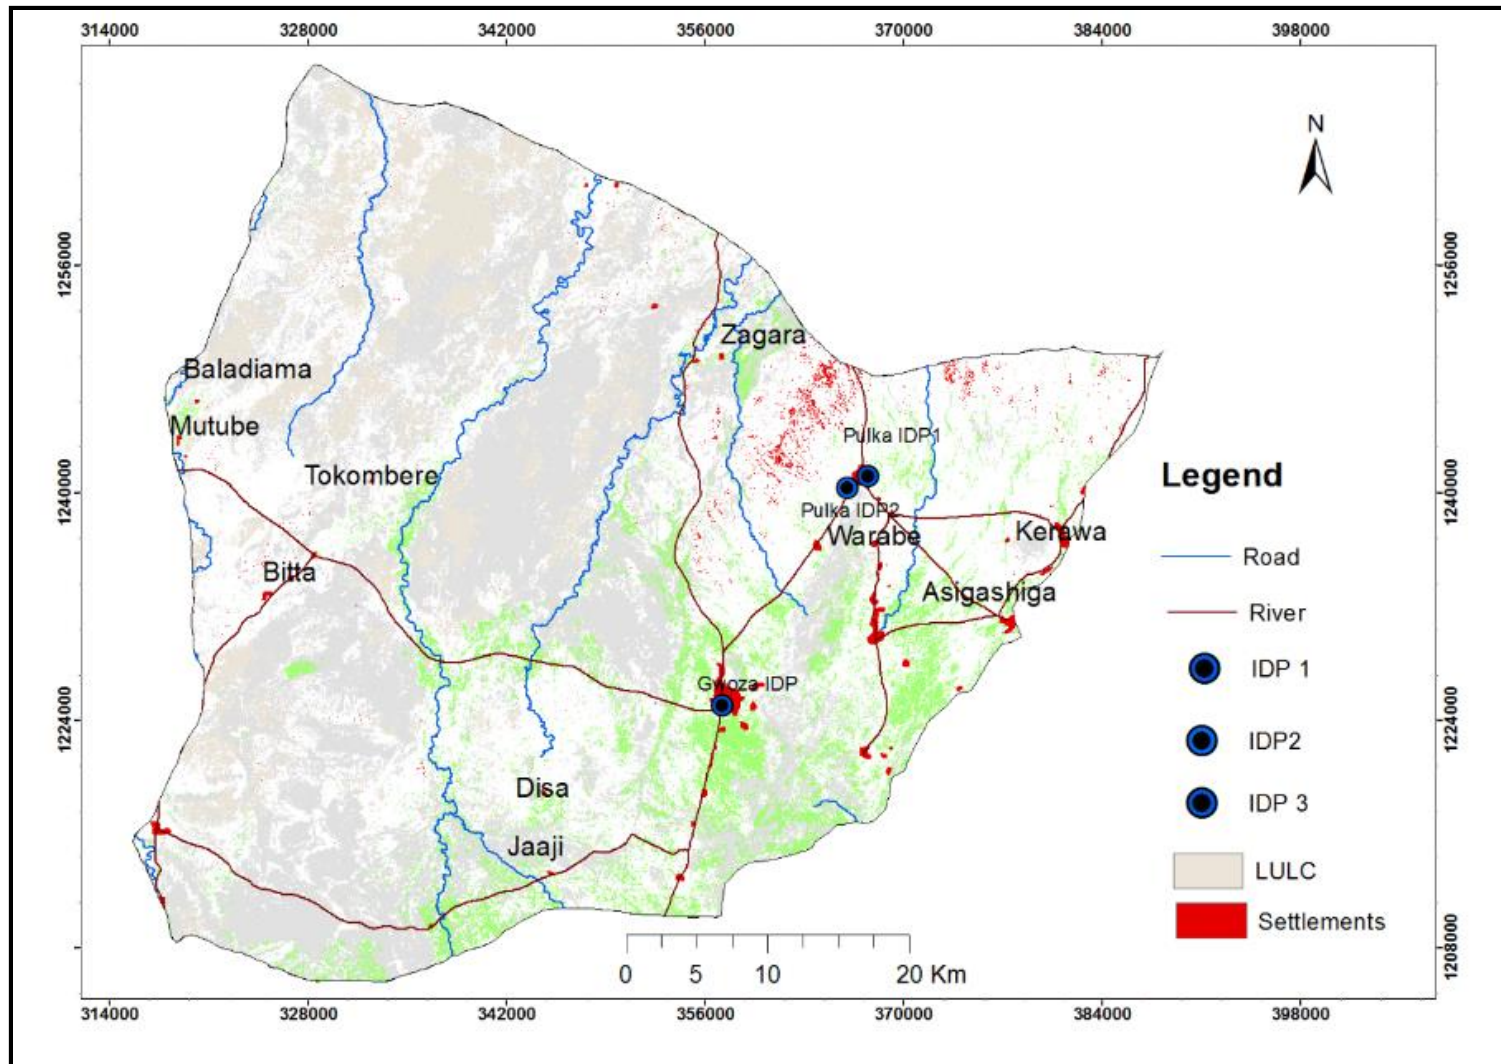 314000 328000 342000 356000 370000 384000 398000
N
1256000 1256000
Zagara
Baladiama
Mutube
Pulka IDP1
Tokombere
Legend
1240000 1240000
Pulka IDP2
Warabe
Kerawa
Road
Bitta
Asigashiga
River
IDP 1
Gwoza IDP
1224000 1224000
IDP2
Disa
IDP 3
Jaaji
LULC
Settlements
1208000 1208000
0 5 10 20 Km
314000 328000 342000 356000 370000 384000 398000